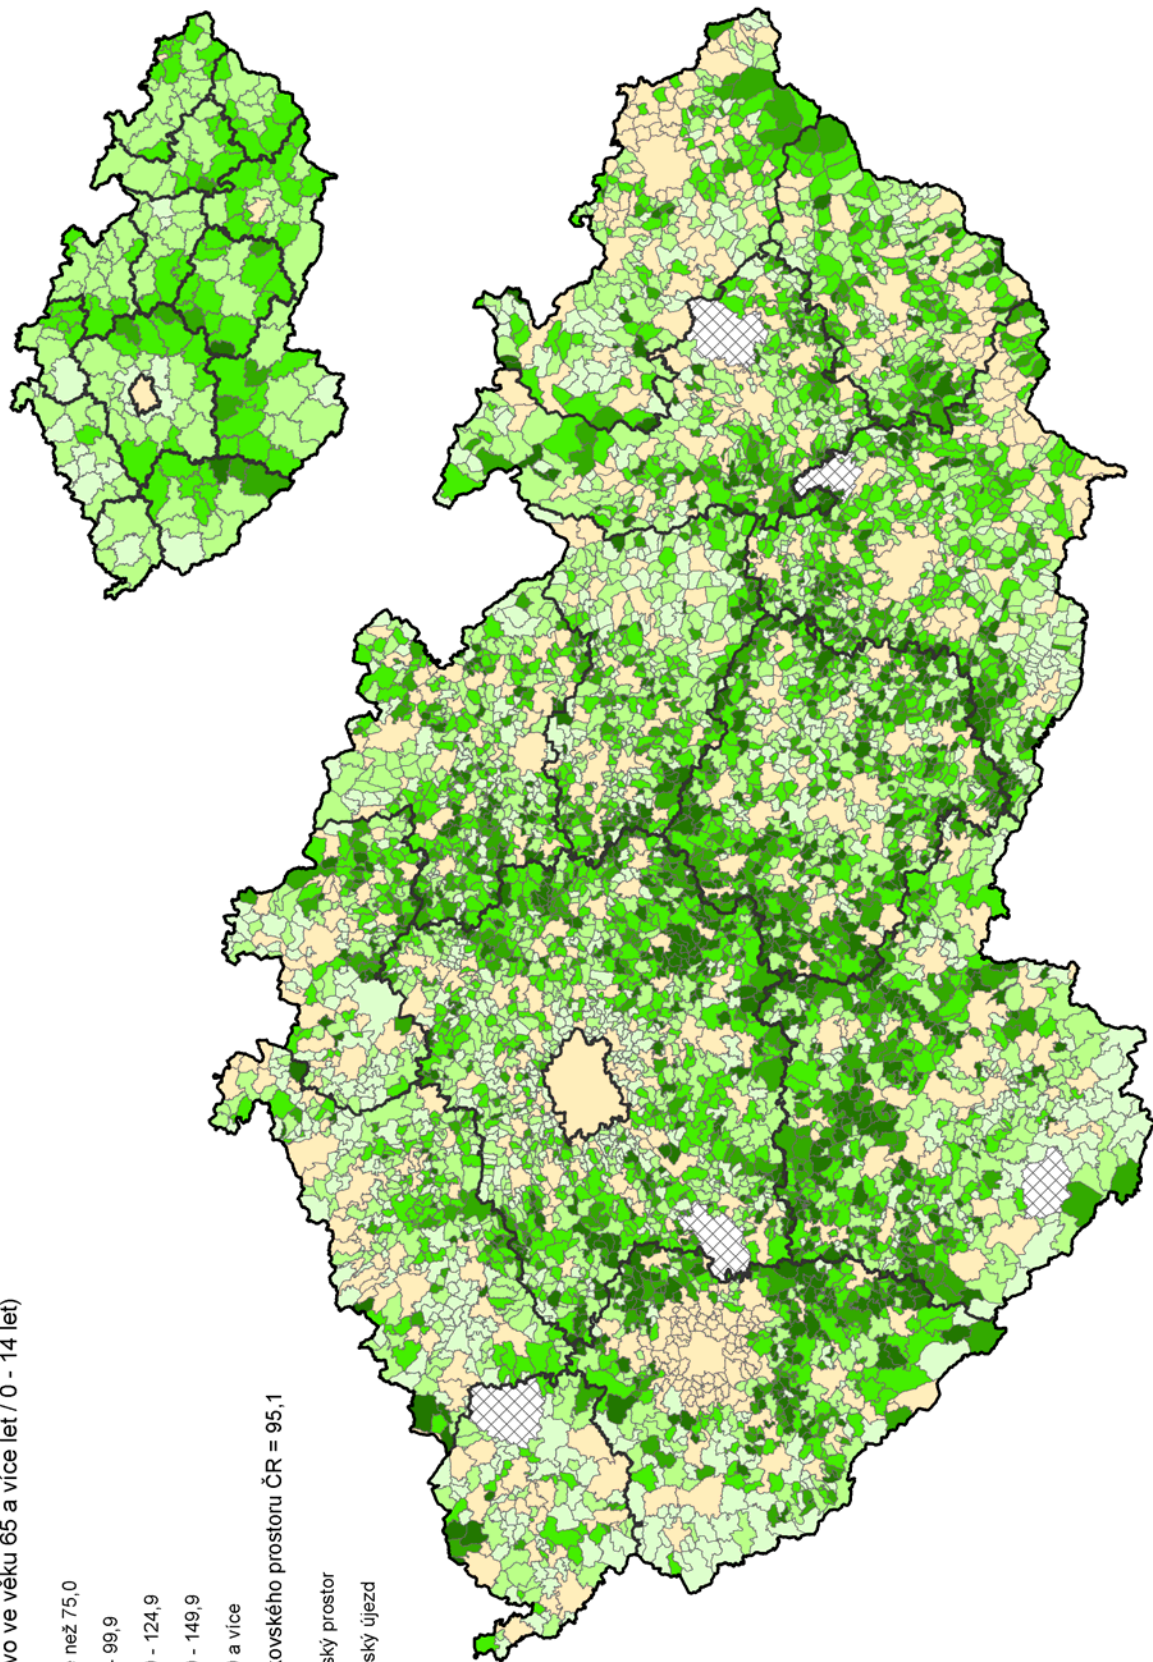 vo ve věku 65 a více let / 0 - 14 let)
než 75,0
- 99,9
- 124,9
- 149,9
a více
kovského prostoru ČR = 95,1
ský prostor
ský újezd